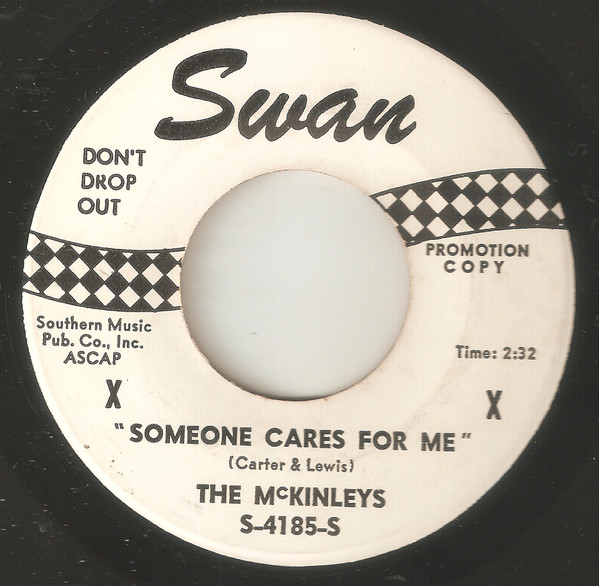 Swan
DON'T
DROP
OUT
PROMOTION
COPY
Southern Music
Pub. Co., Inc.
ASCAP
Time: 2:32
X
X
"SOMEONE CARES FOR ME"
(Carter & Lewis)
THE McKINLEYS
S-4185-S